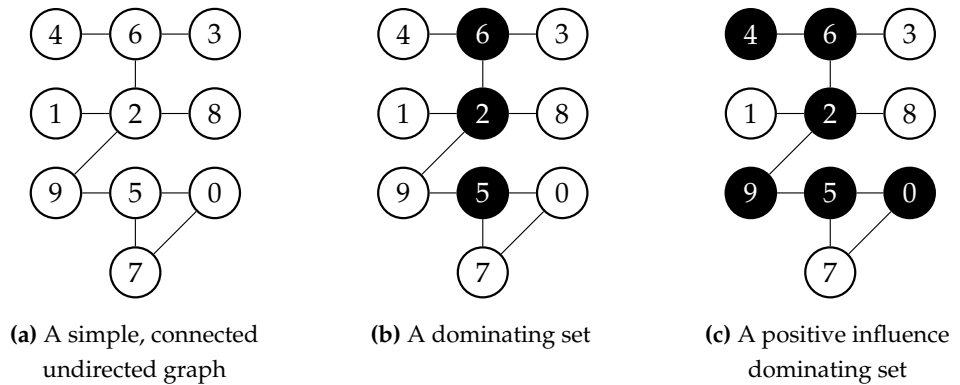 4 6 3 4 6 3 4 6 3
1 2 8 1 2 8 1 2 8
9 5 0 9 5 0 9 5 0
7 7 7
(a) A simple, connected
undirected graph
(b) A dominating set
(c) A positive influence
dominating set